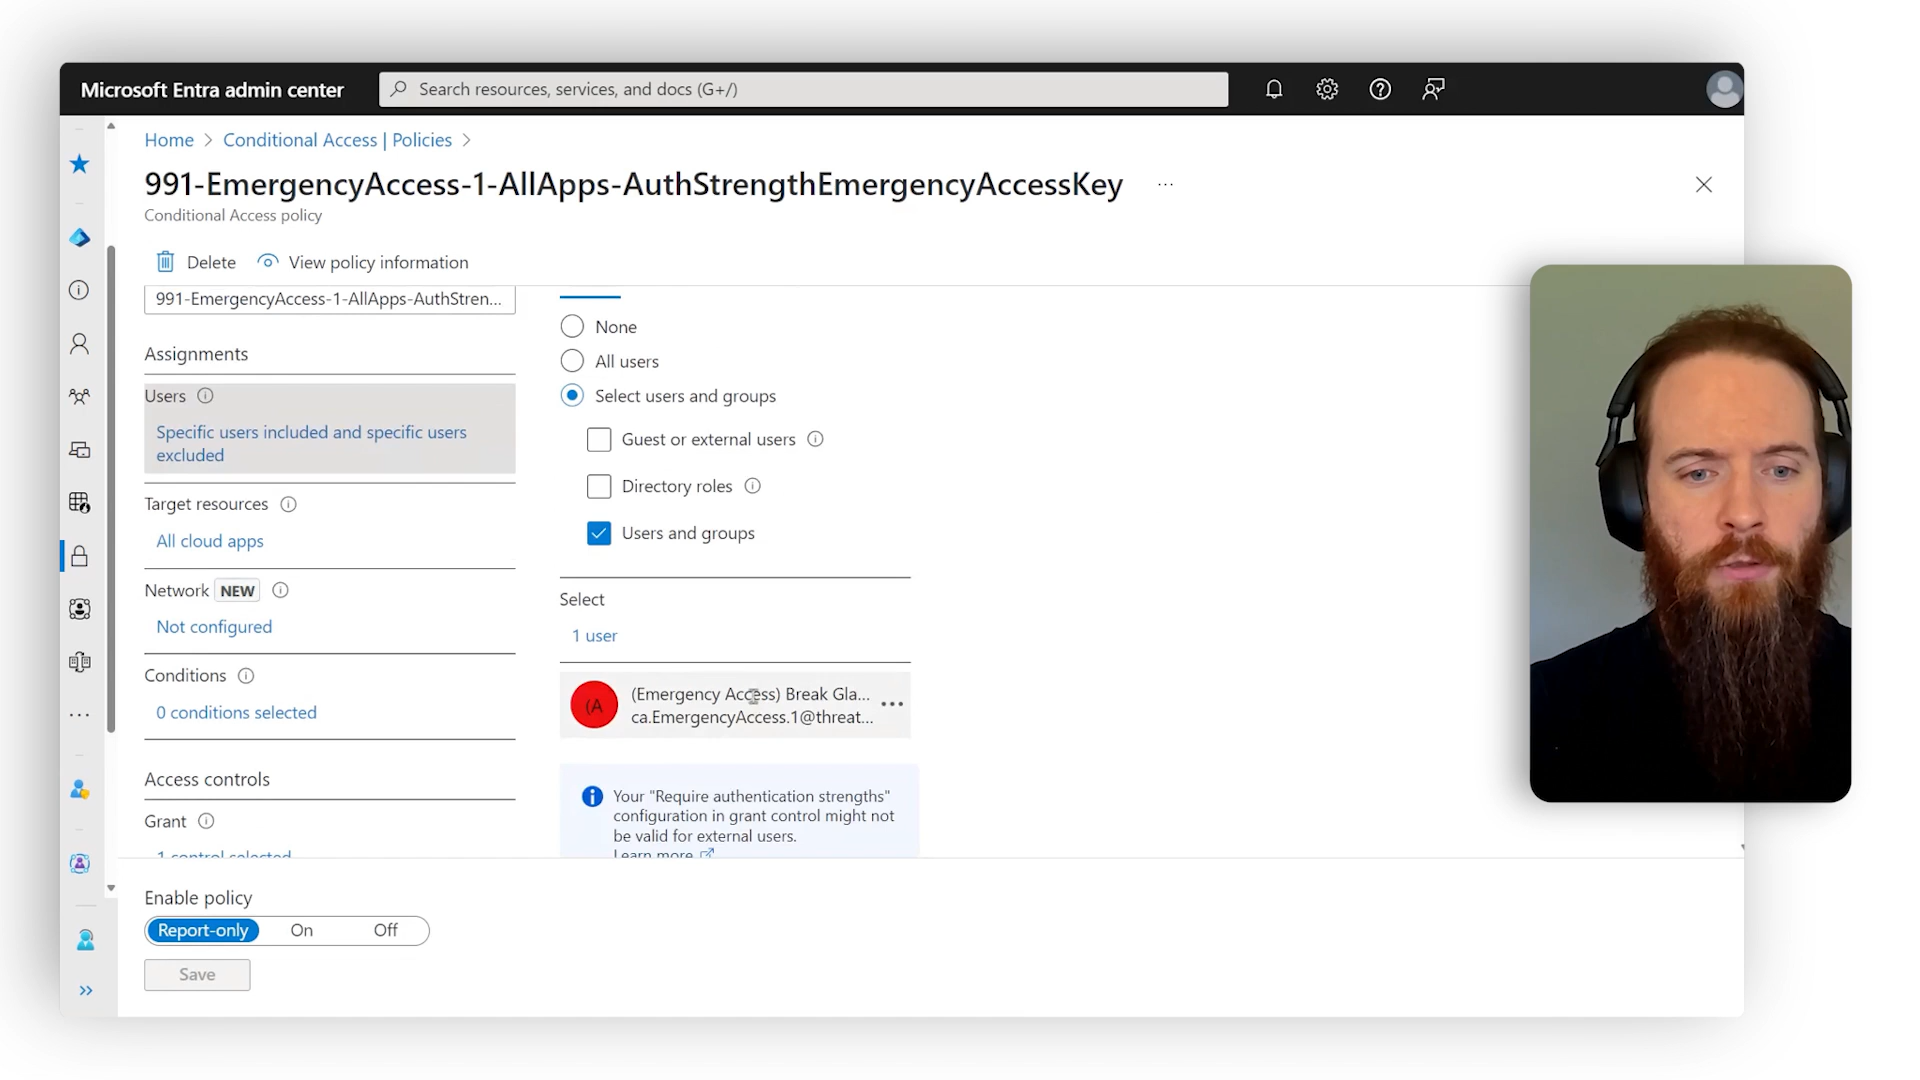 Microsoft Entra admin center
Search resources, services, and docs (G+/)
Home
Conditional Access | Policies
991-EmergencyAccess-1-AllApps-AuthStrengthEmergencyAccessKey
Conditional Access policy
Delete
View policy information
991-EmergencyAccess-1-AllApps-AuthStren...
Assignments
Users
Specific users included and specific users
excluded
Target resources
All cloud apps
Network NEW
Not configured
Conditions
0 conditions selected
Access controls
Grant
1 control selected
None
All users
Select users and groups
Guest or external users
Directory roles
Users and groups
Select
1 user
(A
(Emergency Access) Break Gla...
ca.EmergencyAccess.1@threat...
Your "Require authentication strengths"
configuration in grant control might not
be valid for external users.
Learn more
Enable policy
Report-only
On
Off
Save